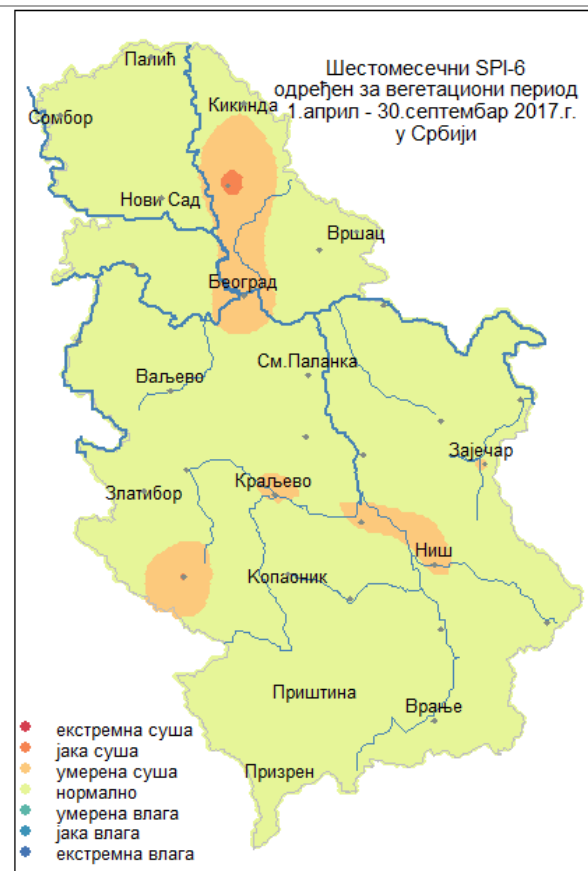 Палић
Шестомесечни SPI-6
одређен за вегетациони период
1.април - 30.септембар 2017.г.
у Србији
Кикинда
Сомбор
Нови Сад
Вршац
Београд
См.Паланка
Ваљево
Зајечар
Краљево
Златибор
Ниш
Копаоник
Приштина
Врање
Призрен
екстремна суша
јака суша
умерена суша
нормално
умерена влага
јака влага
екстремна влага